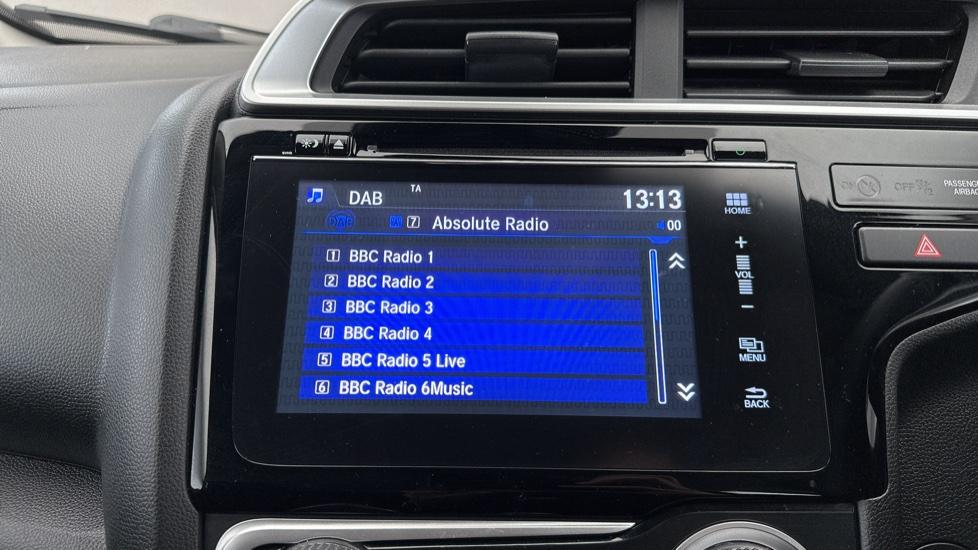 DAB TA 13:13
DAB 7 Absolute Radio 00
1 BBC Radio 1
2 BBC Radio 2
3 BBC Radio 3
4 BBC Radio 4
5 BBC Radio 5 Live
6 BBC Radio 6Music
HOME
+
VOL
−
MENU
BACK
ON OFF PASSENGER
AIRBAG